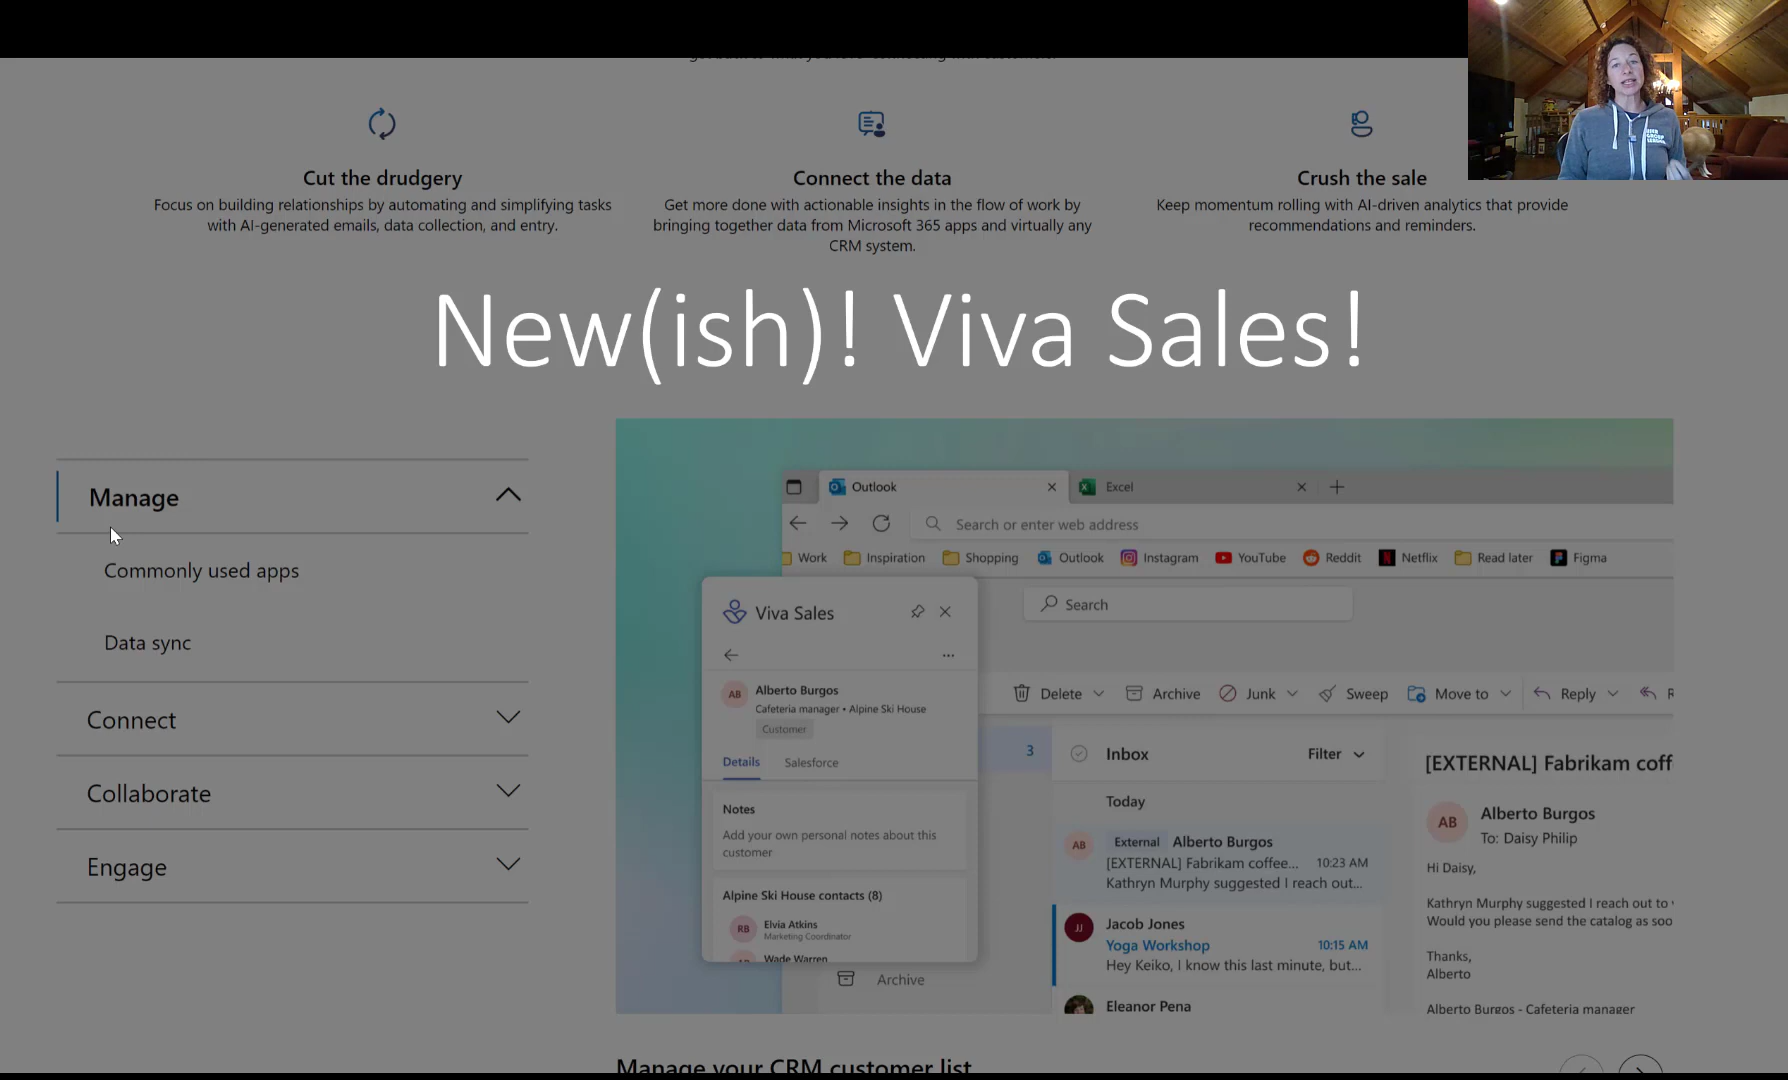 Cut the drudgery
Focus on building relationships by automating and simplifying tasks
with AI-generated emails, data collection, and entry.
Connect the data
Get more done with actionable insights in the flow of work by
bringing together data from Microsoft 365 apps and virtually any
CRM system.
Crush the sale
Keep momentum rolling with AI-driven analytics that provide
recommendations and reminders.
USER
GROUP
New(ish)! Viva Sales!
Manage
Commonly used apps
Data sync
Connect
Collaborate
Engage
Outlook
Excel
Search or enter web address
Work Inspiration Shopping Outlook Instagram YouTube Reddit Netflix Read later Figma
Viva Sales
Search
...
AB
Alberto Burgos
Cafeteria manager • Alpine Ski House
Customer
Details Salesforce
Notes
Add your own personal notes about this
customer
Alpine Ski House contacts (8)
RB
Elvia Atkins
Marketing Coordinator
Wade Warren
Delete Archive Junk Sweep Move to Reply R
3
Inbox
Filter
Today
AB
External Alberto Burgos
[EXTERNAL] Fabrikam coffee... 10:23 AM
Kathryn Murphy suggested I reach out...
JJ
Jacob Jones
Yoga Workshop 10:15 AM
Hey Keiko, I know this last minute, but...
Eleanor Pena
Archive
[EXTERNAL] Fabrikam coff
AB
Alberto Burgos
To: Daisy Philip
Hi Daisy,
Kathryn Murphy suggested I reach out to
Would you please send the catalog as soo
Thanks,
Alberto
Alberto Burgos - Cafeteria manager
Manage your CRM customer list